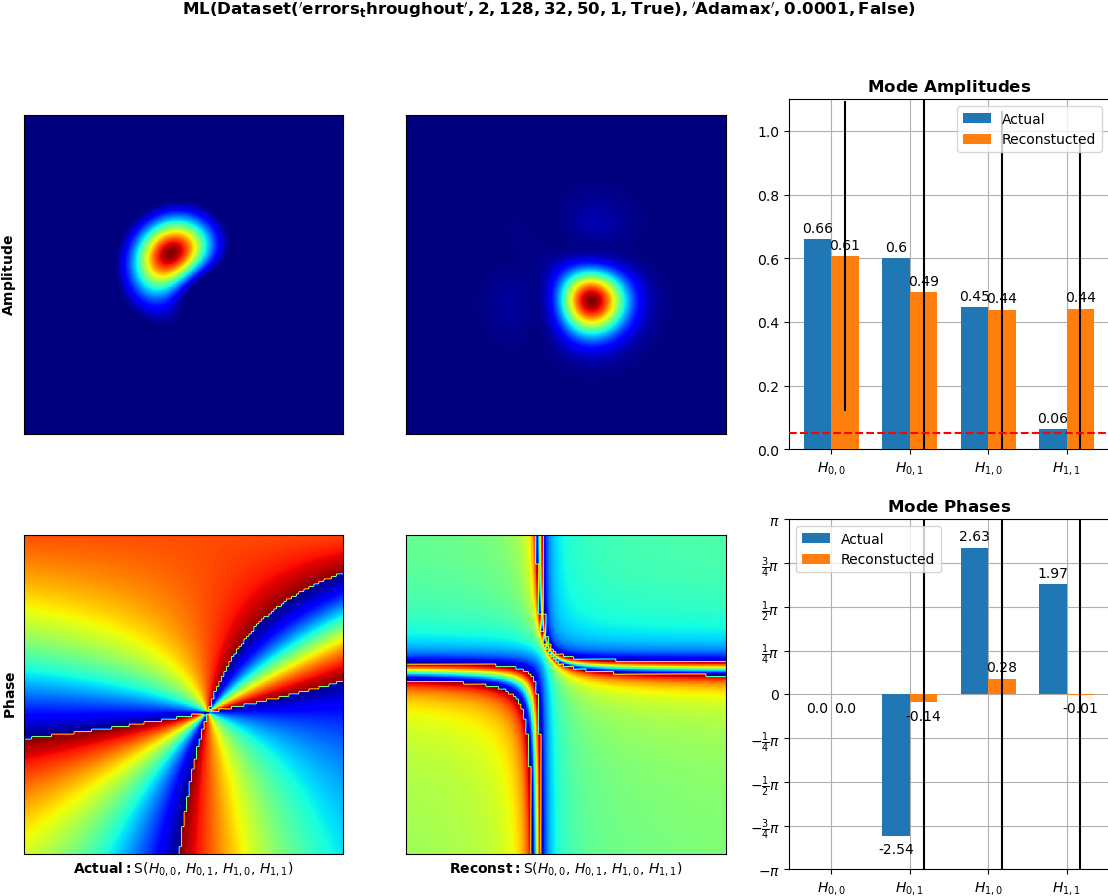 ML(Dataset('errors_throughout', 2, 128, 32, 50, 1, True), 'Adamax', 0.0001, False)
Amplitude
Mode Amplitudes
Actual
Reconstucted
1.0
0.8
0.6
0.4
0.2
0.0
0.66
0.61
0.6
0.49
0.45
0.44
0.06
0.44
H0,0
H0,1
H1,0
H1,1
Phase
Actual: S(H0,0, H0,1, H1,0, H1,1)
Reconst: S(H0,0, H0,1, H1,0, H1,1)
Mode Phases
Actual
Reconstucted
π
3/4π
1/2π
1/4π
0
−1/4π
−1/2π
−3/4π
−π
0.0
0.0
-2.54
-0.14
2.63
0.28
1.97
-0.01
H0,0
H0,1
H1,0
H1,1